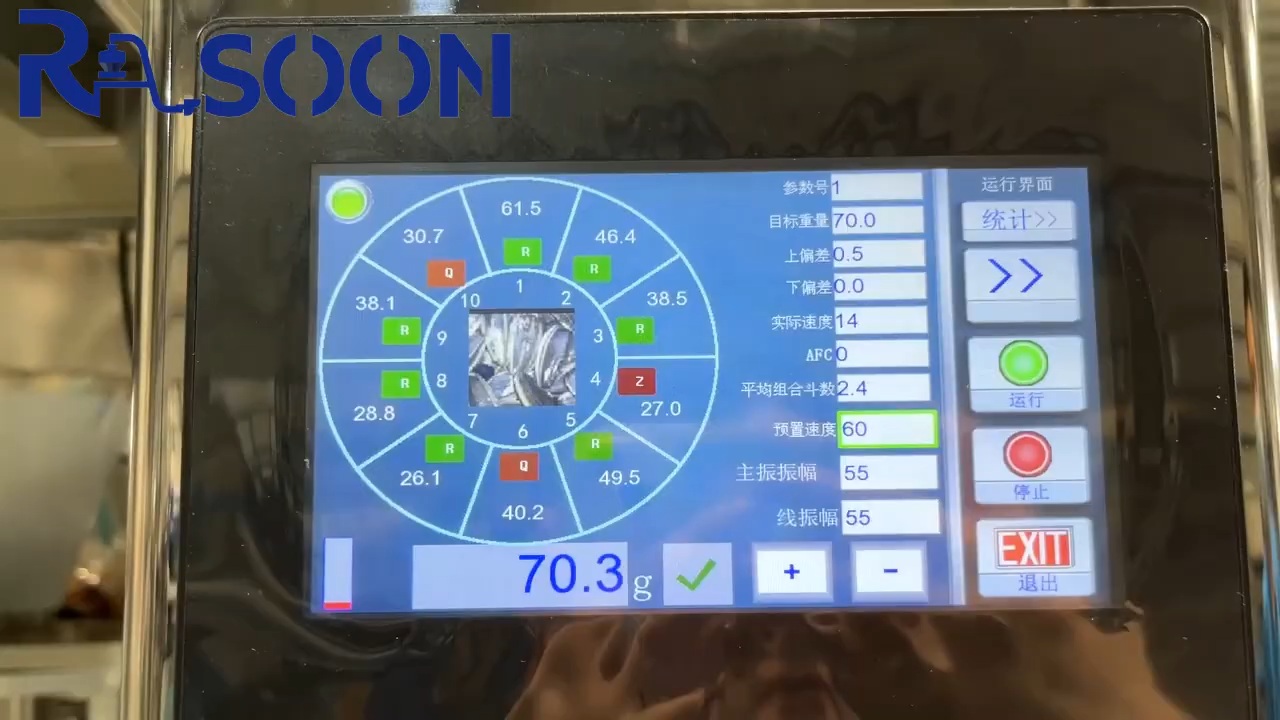 RASOON
61.5
R
1
46.4
R
2
38.5
R
3
27.0
Z
4
49.5
R
5
40.2
Q
6
26.1
R
7
28.8
R
8
38.1
R
9
30.7
Q
10
70.3 g
参数号 1
目标重量 70.0
上偏差 0.5
下偏差 0.0
实际速度 14
AFC 0
平均组合斗数 2.4
预置速度 60
主振振幅 55
线振幅 55
+ -
运行界面
统计>>
>>
运行
停止
EXIT
退出